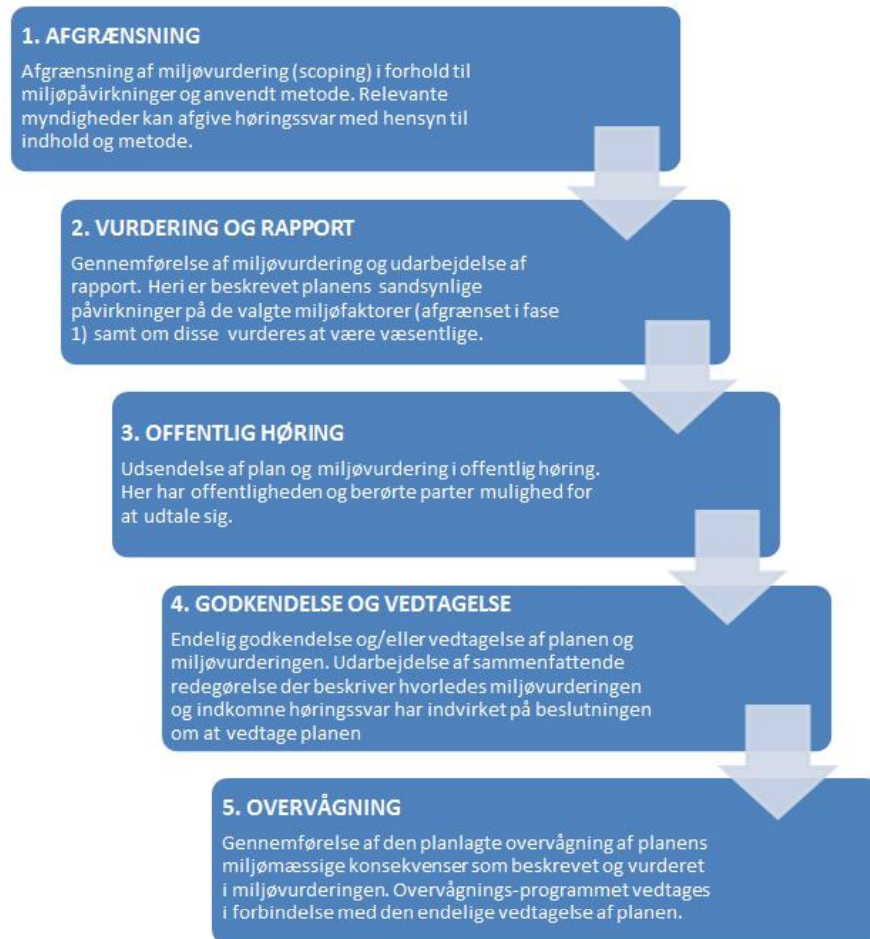 1. AFGRÆNSNING
Afgrænsning af miljøvurdering (scoping) i forhold til
miljøpåvirkninger og anvendt metode. Relevante
myndigheder kan afgive høringssvar med hensyn til
indhold og metode.
2. VURDERING OG RAPPORT
Gennemførelse af miljøvurdering og udarbejdelse af
rapport. Heri er beskrevet planens sandsynlige
påvirkninger på de valgte miljøfaktorer (afgrænset i fase
1) samt om disse vurderes at være væsentlige.
3. OFFENTLIG HØRING
Udsendelse af plan og miljøvurdering i offentlig høring.
Her har offentligheden og berørte parter mulighed for
at udtale sig.
4. GODKENDELSE OG VEDTAGELSE
Endelig godkendelse og/eller vedtagelse af planen og
miljøvurderingen. Udarbejdelse af sammenfattende
redegørelse der beskriver hvorledes miljøvurderingen
og indkomne høringssvar har indvirket på beslutningen
om at vedtage planen
5. OVERVÅGNING
Gennemførelse af den planlagte overvågning af planens
miljømæssige konsekvenser som beskrevet og vurderet
i miljøvurderingen. Overvågnings-programmet vedtages
i forbindelse med den endelige vedtagelse af planen.